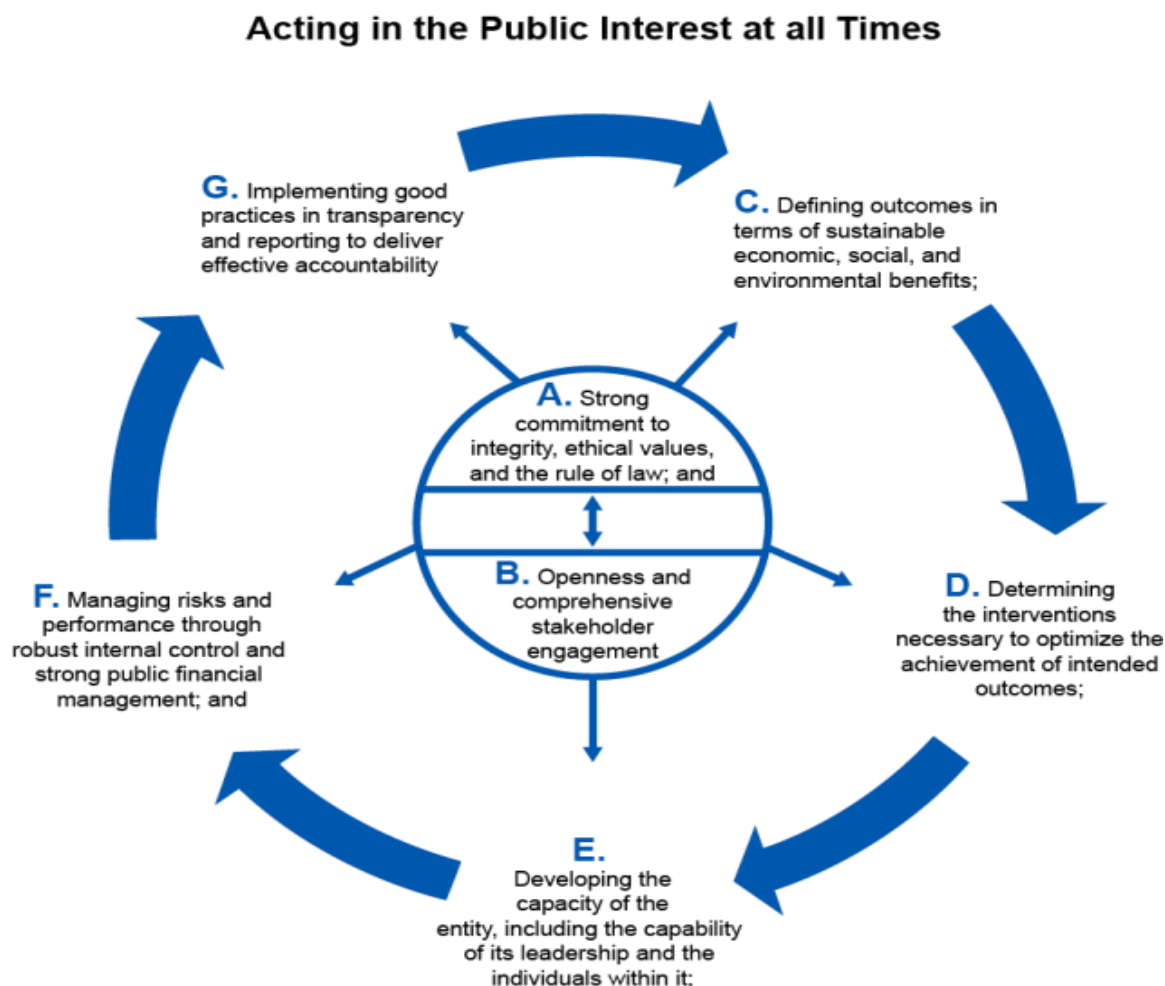 Acting in the Public Interest at all Times
G. Implementing good
practices in transparency
and reporting to deliver
effective accountability
C. Defining outcomes in
terms of sustainable
economic, social, and
environmental benefits;
A. Strong
commitment to
integrity, ethical values,
and the rule of law; and
B. Openness and
comprehensive
stakeholder
engagement
D. Determining
the interventions
necessary to optimize the
achievement of intended
outcomes;
E.
Developing the
capacity of the
entity, including the capability
of its leadership and the
individuals within it;
F. Managing risks and
performance through
robust internal control and
strong public financial
management; and